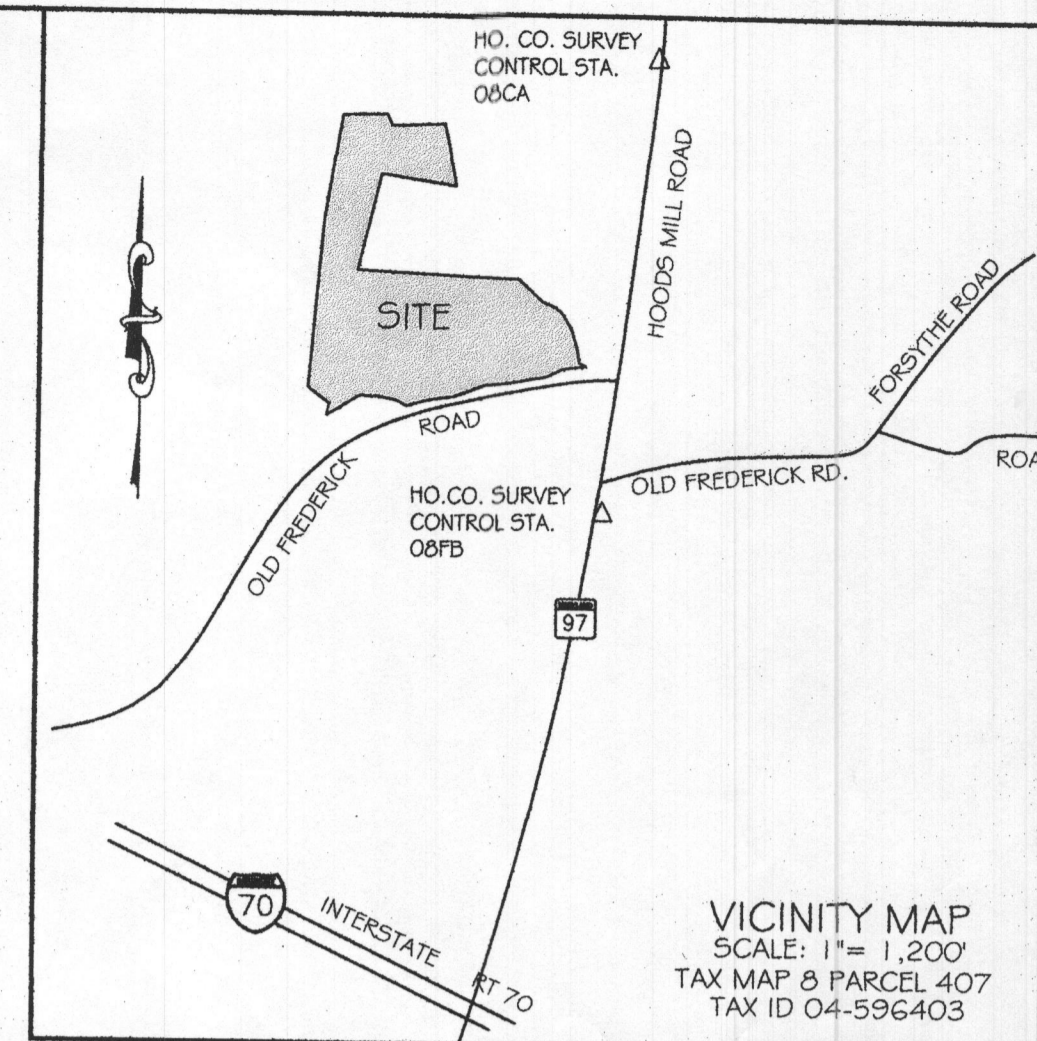 HO. CO. SURVEY
CONTROL STA.
08CA
HOODS MILL ROAD
SITE
FORSYTHE ROAD
ROAD
OLD FREDERICK
OLD FREDERICK RD.
HO.CO. SURVEY
CONTROL STA.
08FB
97
70
INTERSTATE
RT 70
VICINITY MAP
SCALE: 1"= 1,200'
TAX MAP 8 PARCEL 407
TAX ID 04-596403